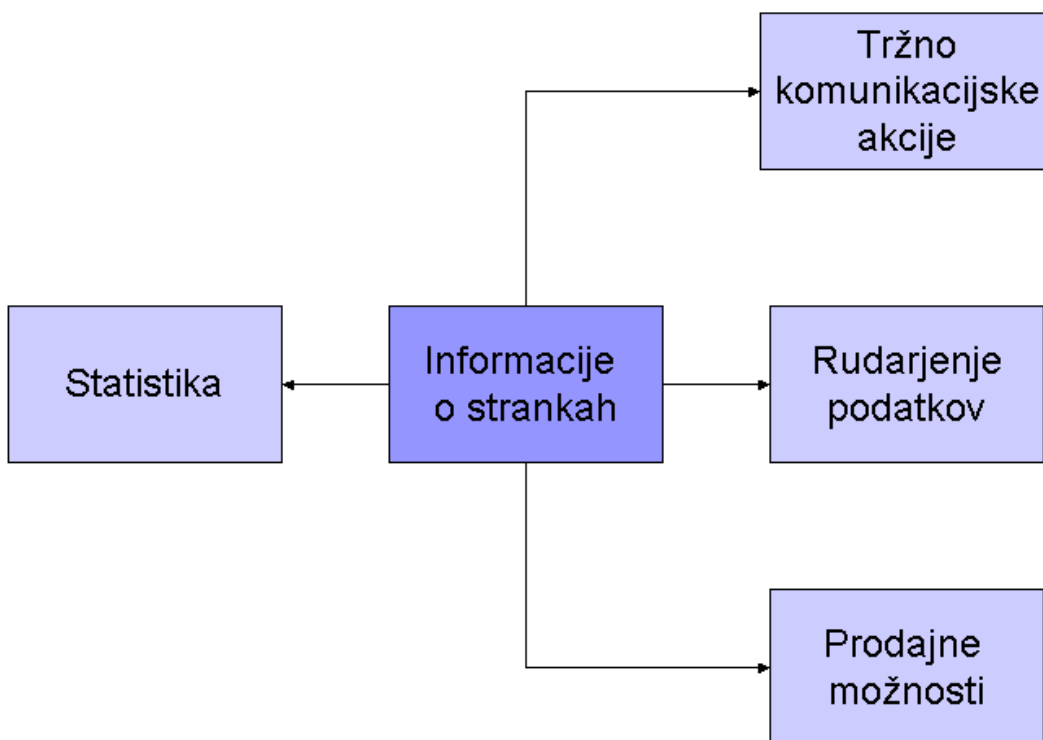 Tržno
komunikacijske
akcije
Statistika
Informacije
o strankah
Rudarjenje
podatkov
Prodajne
možnosti